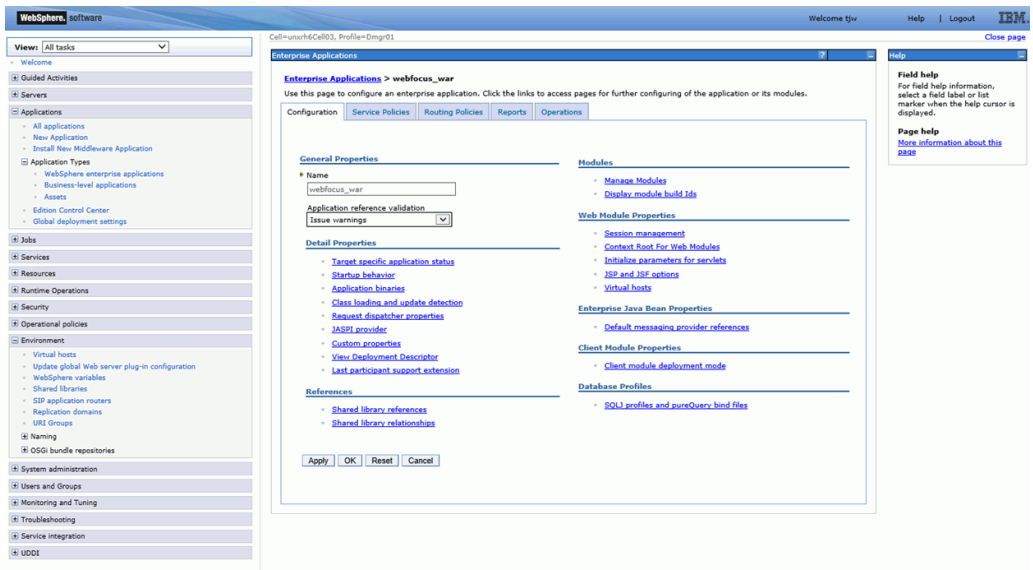 WebSphere. software
Welcome tjw
Help | Logout
IBM.
View: All tasks
Welcome
Guided Activities
Servers
Applications
All applications
New Application
Install New Middleware Application
Application Types
WebSphere enterprise applications
Business-level applications
Assets
Edition Control Center
Global deployment settings
Jobs
Services
Resources
Runtime Operations
Security
Operational policies
Environment
Virtual hosts
Update global Web server plug-in configuration
WebSphere variables
Shared libraries
SIP application routers
Replication domains
URI Groups
Naming
OSGi bundle repositories
System administration
Users and Groups
Monitoring and Tuning
Troubleshooting
Service integration
UDDI
Cell=unxrh6Cell03, Profile=Dmgr01
Close page
Enterprise Applications
?
Enterprise Applications > webfocus_war
Use this page to configure an enterprise application. Click the links to access pages for further configuring of the application or its modules.
Configuration
Service Policies
Routing Policies
Reports
Operations
General Properties
Name
webfocus_war
Application reference validation
Issue warnings
Detail Properties
Target specific application status
Startup behavior
Application binaries
Class loading and update detection
Request dispatcher properties
JASPI provider
Custom properties
View Deployment Descriptor
Last participant support extension
References
Shared library references
Shared library relationships
Modules
Manage Modules
Display module build Ids
Web Module Properties
Session management
Context Root For Web Modules
Initialize parameters for servlets
JSP and JSF options
Virtual hosts
Enterprise Java Bean Properties
Default messaging provider references
Client Module Properties
Client module deployment mode
Database Profiles
SQLJ profiles and pureQuery bind files
Apply
OK
Reset
Cancel
Help
Field help
For field help information,
select a field label or list
marker when the help cursor is
displayed.
Page help
More information about this
page